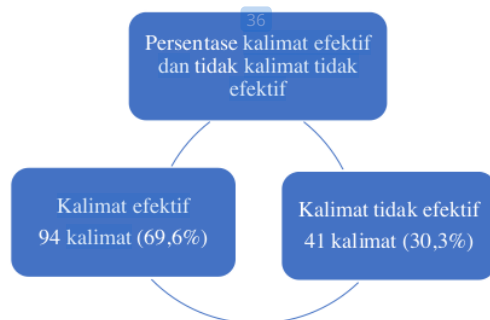 36
Persentase kalimat efektif
dan tidak kalimat tidak
efektif
Kalimat efektif
94 kalimat (69,6%)
Kalimat tidak efektif
41 kalimat (30,3%)